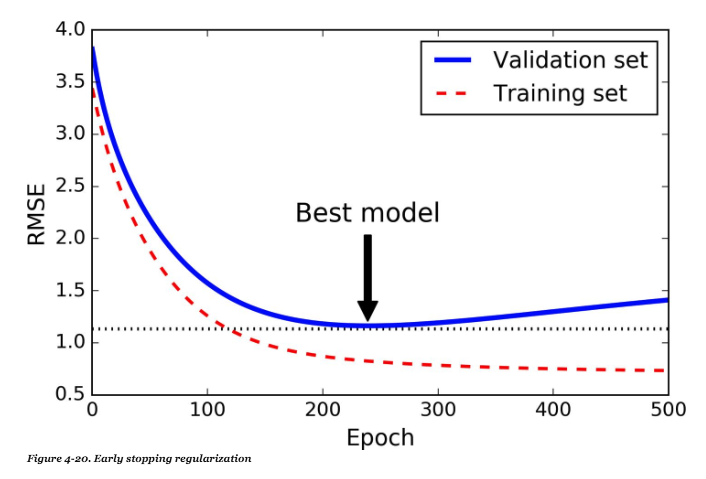 4.0
3.5
3.0
2.5
2.0
1.5
1.0
0.5
RMSE
Validation set
Training set
Best model
0 100 200 300 400 500
Epoch
Figure 4-20. Early stopping regularization